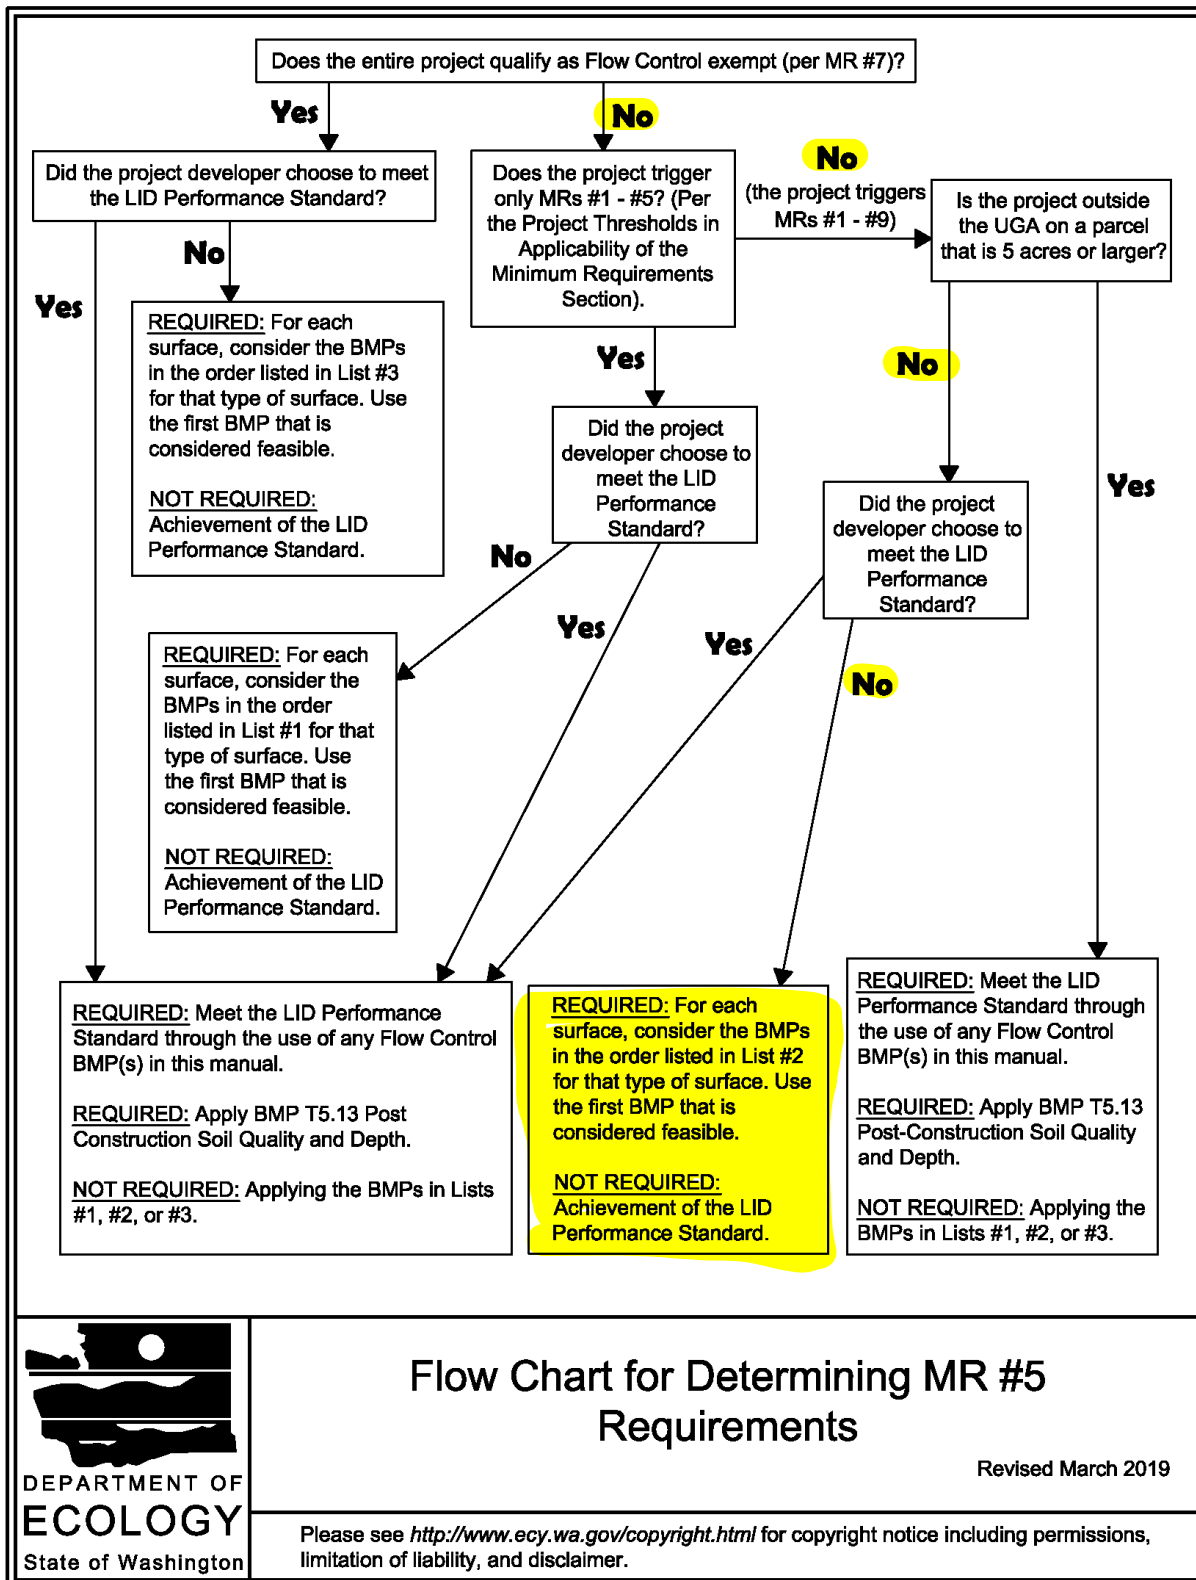 Does the entire project qualify as Flow Control exempt (per MR #7)?
Yes
No
Did the project developer choose to meet
the LID Performance Standard?
Does the project trigger
only MRs #1 - #5? (Per
the Project Thresholds in
Applicability of the
Minimum Requirements
Section).
No
(the project triggers
MRs #1 - #9)
Is the project outside
the UGA on a parcel
that is 5 acres or larger?
No
Yes
REQUIRED: For each
surface, consider the BMPs
in the order listed in List #3
for that type of surface. Use
the first BMP that is
considered feasible.
NOT REQUIRED:
Achievement of the LID
Performance Standard.
Yes
No
Yes
Did the project
developer choose to
meet the LID
Performance
Standard?
Did the project
developer choose to
meet the LID
Performance
Standard?
No
Yes
Yes
No
REQUIRED: For each
surface, consider the
BMPs in the order
listed in List #1 for that
type of surface. Use
the first BMP that is
considered feasible.
NOT REQUIRED:
Achievement of the LID
Performance Standard.
REQUIRED: Meet the LID Performance
Standard through the use of any Flow Control
BMP(s) in this manual.
REQUIRED: Apply BMP T5.13 Post
Construction Soil Quality and Depth.
NOT REQUIRED: Applying the BMPs in Lists
#1, #2, or #3.
REQUIRED: For each
surface, consider the BMPs
in the order listed in List #2
for that type of surface. Use
the first BMP that is
considered feasible.
NOT REQUIRED:
Achievement of the LID
Performance Standard.
REQUIRED: Meet the LID
Performance Standard through
the use of any Flow Control
BMP(s) in this manual.
REQUIRED: Apply BMP T5.13
Post-Construction Soil Quality
and Depth.
NOT REQUIRED: Applying the
BMPs in Lists #1, #2, or #3.
DEPARTMENT OF
ECOLOGY
State of Washington
Flow Chart for Determining MR #5
Requirements
Revised March 2019
Please see http://www.ecy.wa.gov/copyright.html for copyright notice including permissions,
limitation of liability, and disclaimer.